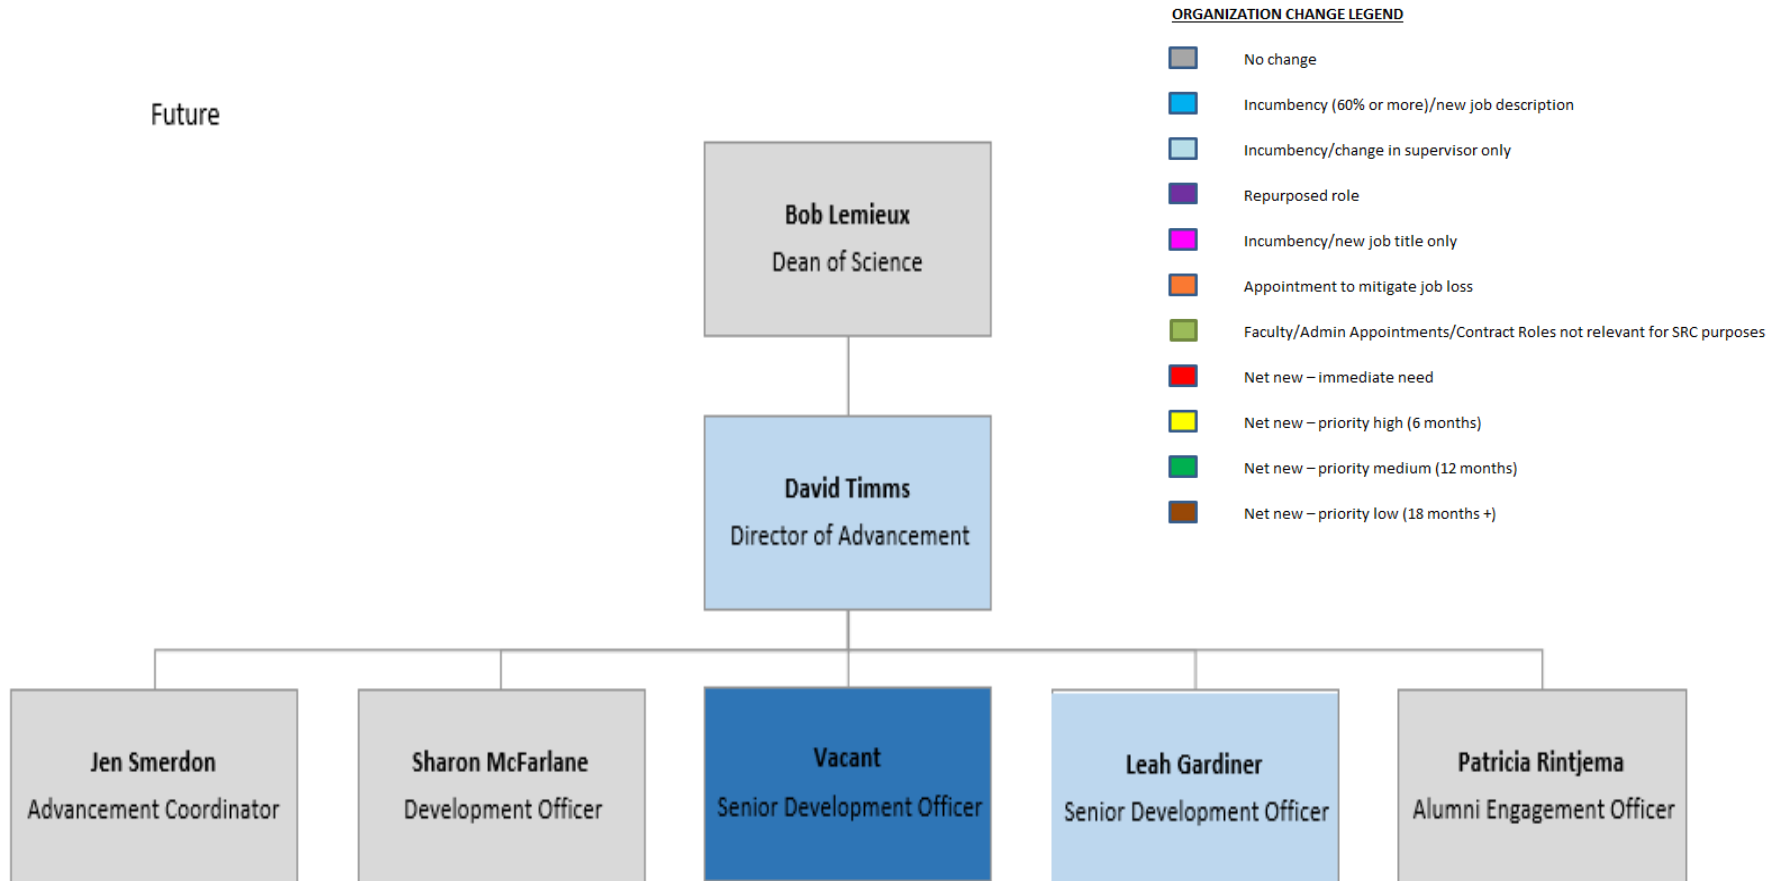 ORGANIZATION CHANGE LEGEND
No change
Incumbency (60% or more)/new job description
Incumbency/change in supervisor only
Repurposed role
Incumbency/new job title only
Appointment to mitigate job loss
Faculty/Admin Appointments/Contract Roles not relevant for SRC purposes
Net new – immediate need
Net new – priority high (6 months)
Net new – priority medium (12 months)
Net new – priority low (18 months +)
Future
Bob Lemieux
Dean of Science
David Timms
Director of Advancement
Jen Smerdon
Advancement Coordinator
Sharon McFarlane
Development Officer
Vacant
Senior Development Officer
Leah Gardiner
Senior Development Officer
Patricia Rintjema
Alumni Engagement Officer